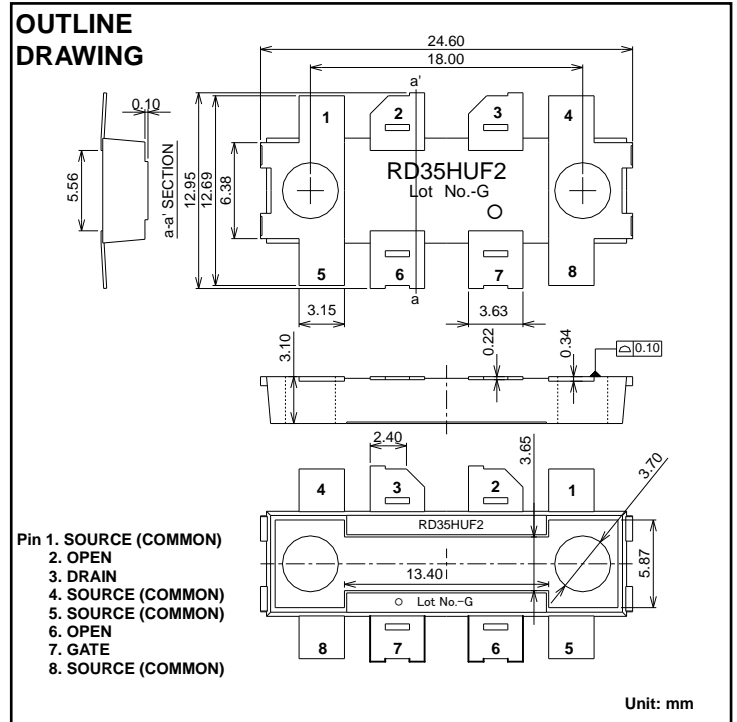 OUTLINE
DRAWING
24.60
18.00
a'
0.10
1
2
3
4
5.56
a-a' SECTION
12.95
12.69
6.38
RD35HUF2
Lot No.-G
5
6
7
8
a
3.15
3.63
3.10
0.22
0.34
0.10
2.40
3.65
3.70
4
3
2
1
RD35HUF2
13.40
5.87
Lot No.-G
8
7
6
5
Pin 1. SOURCE (COMMON)
2. OPEN
3. DRAIN
4. SOURCE (COMMON)
5. SOURCE (COMMON)
6. OPEN
7. GATE
8. SOURCE (COMMON)
Unit: mm